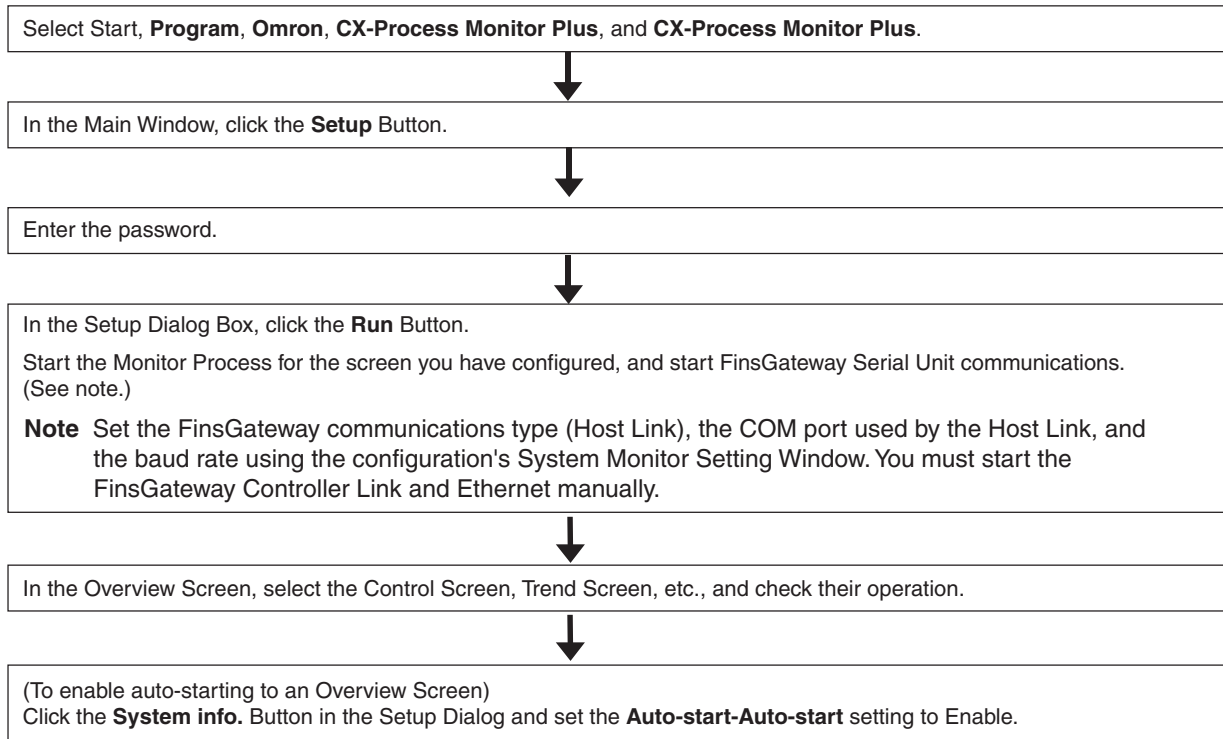 Select Start, Program, Omron, CX-Process Monitor Plus, and CX-Process Monitor Plus.
In the Main Window, click the Setup Button.
Enter the password.
In the Setup Dialog Box, click the Run Button.
Start the Monitor Process for the screen you have configured, and start FinsGateway Serial Unit communications.
(See note.)
Note Set the FinsGateway communications type (Host Link), the COM port used by the Host Link, and
the baud rate using the configuration's System Monitor Setting Window. You must start the
FinsGateway Controller Link and Ethernet manually.
In the Overview Screen, select the Control Screen, Trend Screen, etc., and check their operation.
(To enable auto-starting to an Overview Screen)
Click the System info. Button in the Setup Dialog and set the Auto-start-Auto-start setting to Enable.